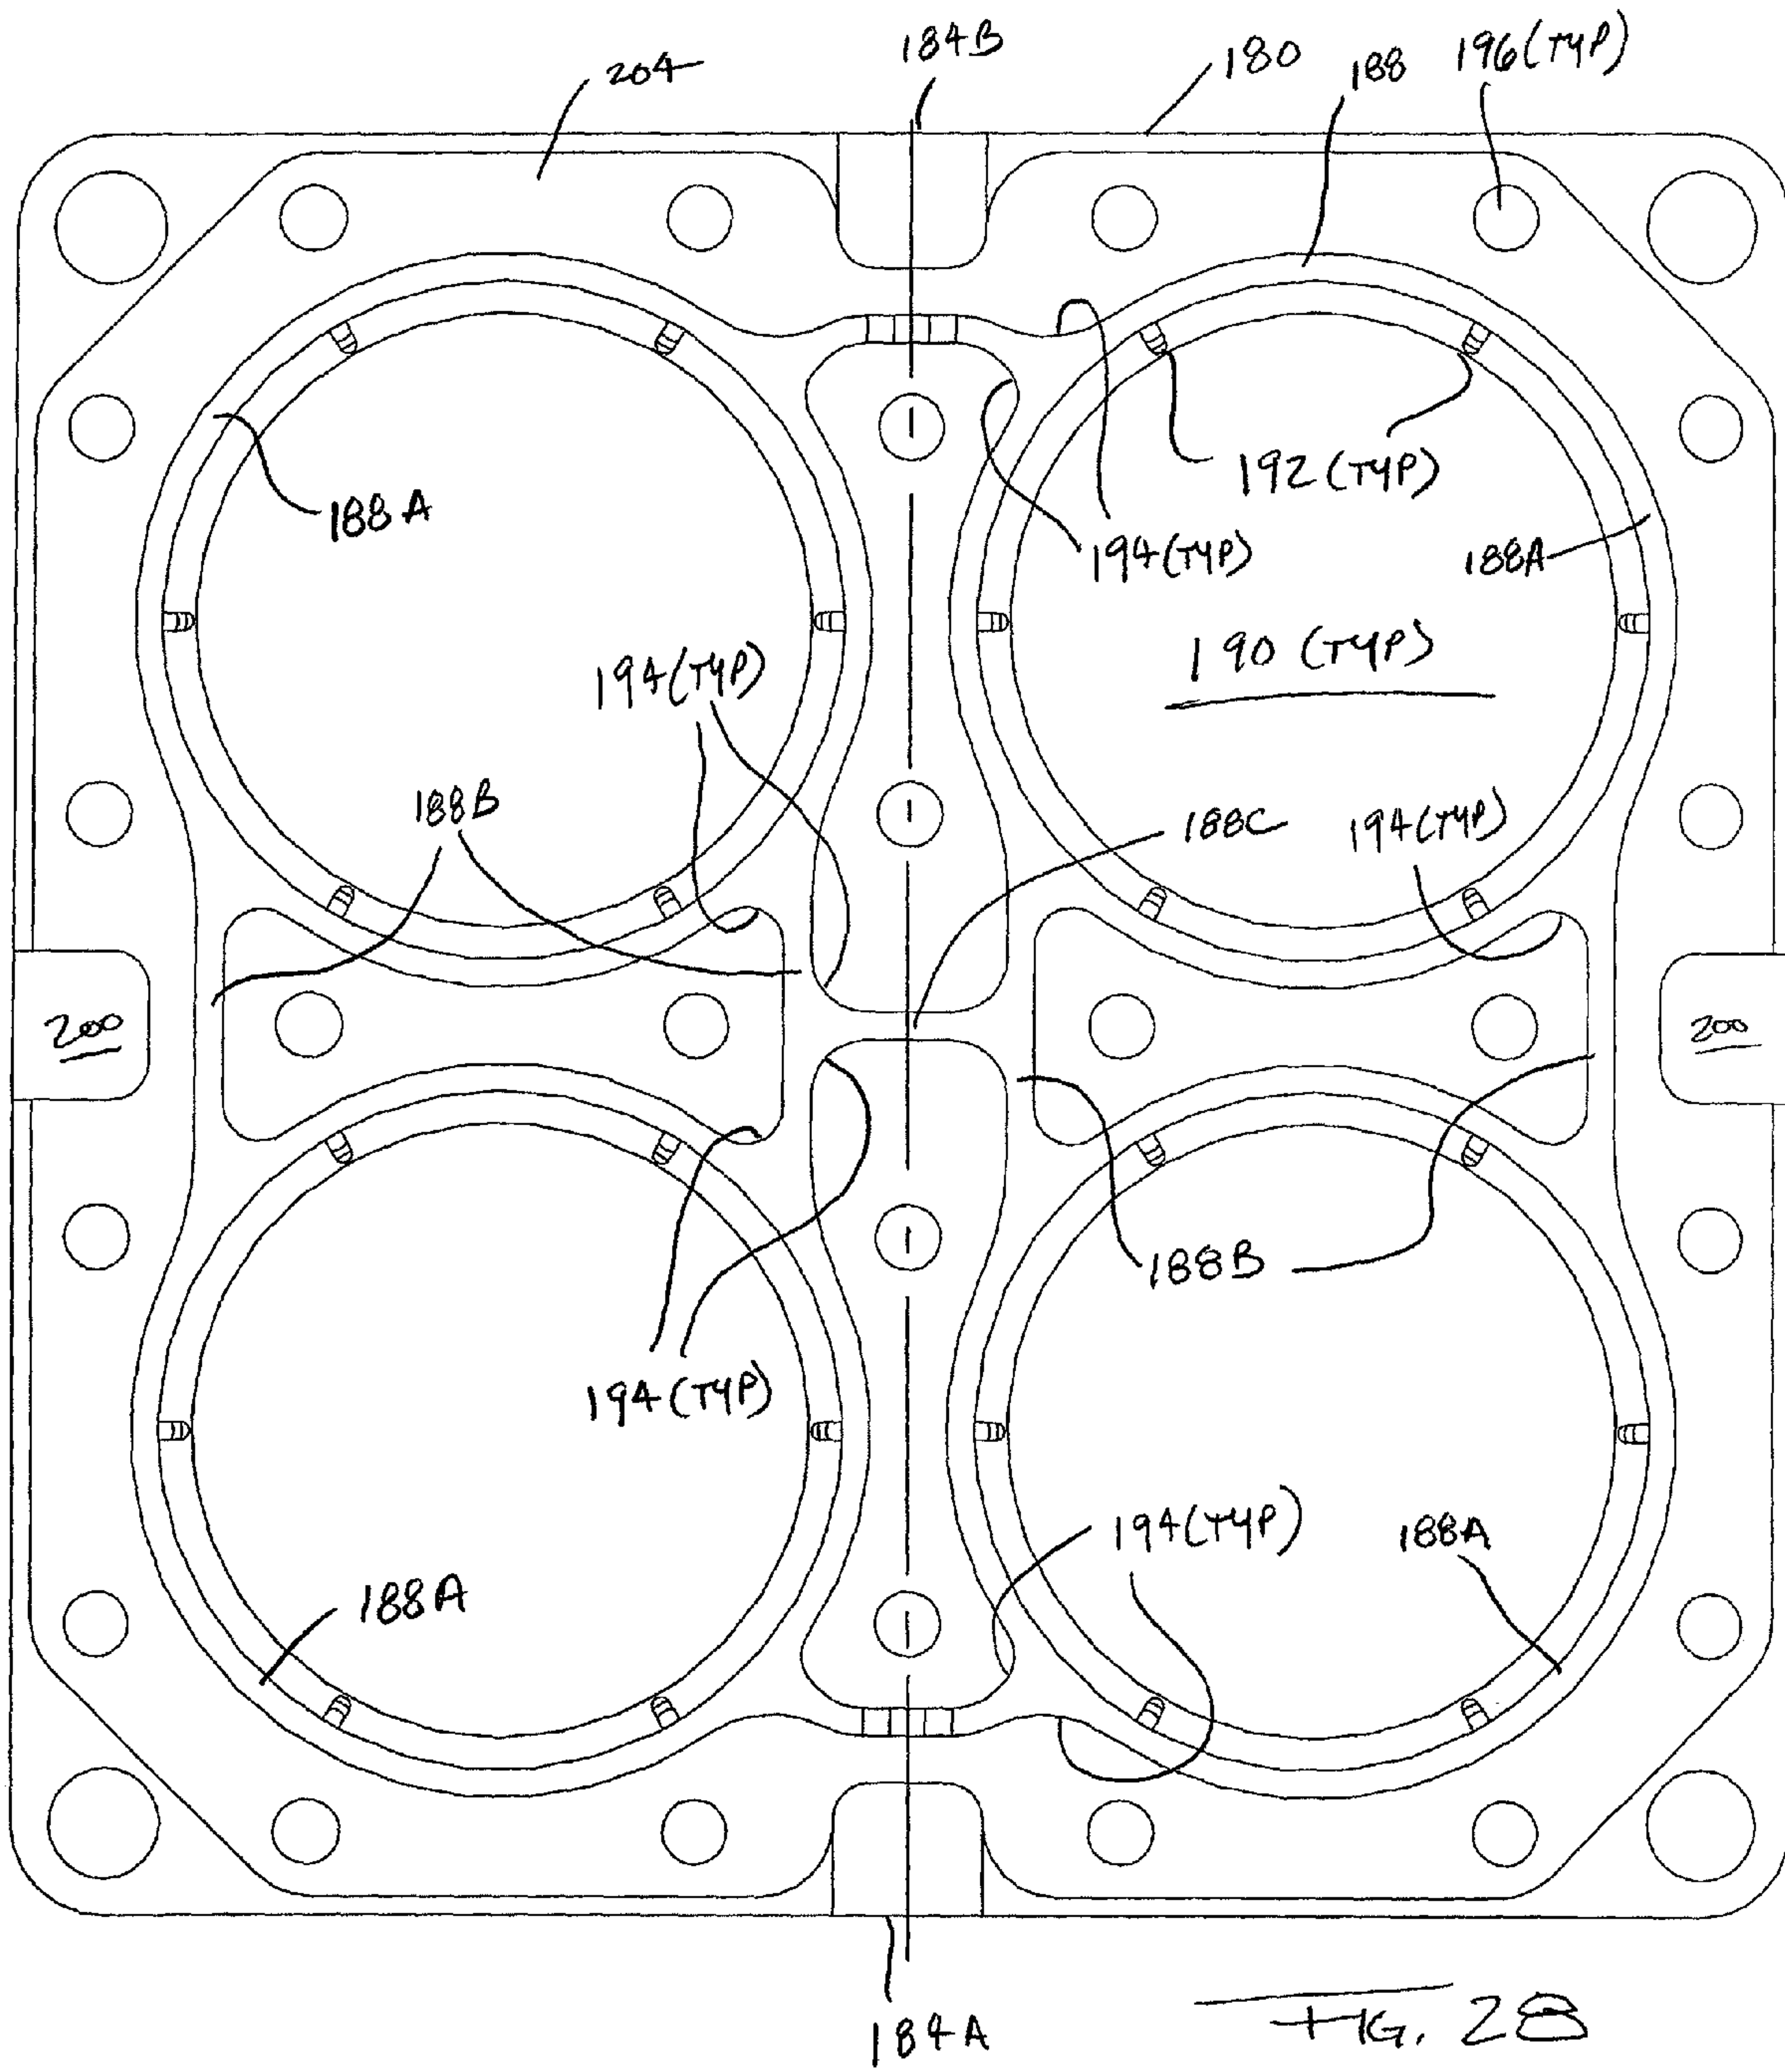 184B
204
180
188
196 (TYP)
188A
192 (TYP)
194 (TYP)
188A
190 (TYP)
194 (TYP)
188B
188C
194 (TYP)
200
200
188B
194 (TYP)
194 (TYP)
188A
188A
184A
FIG. 28